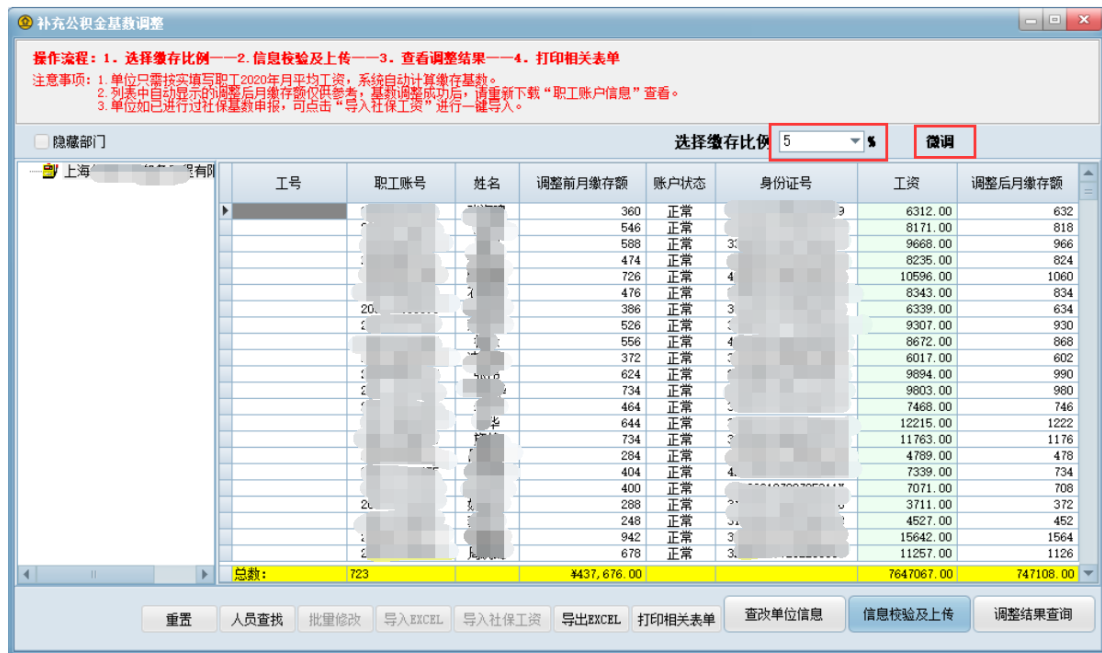 补充公积金基数调整
操作流程：1. 选择缴存比例——2.信息校验及上传——3. 查看调整结果——4. 打印相关表单
注意事项：1.单位只需按实填写职工2020年月平均工资，系统自动计算缴存基数。
2.列表中自动显示的调整后月缴存额仅供参考，基数调整成功后，请重新下载“职工账户信息”查看。
3.单位如已进行过社保基数申报，可点击“导入社保工资”进行一键导入。
隐藏部门 选择缴存比例 5 % 微调
上海
工号 职工账号 姓名 调整前月缴存额 账户状态 身份证号 工资 调整后月缴存额
360 正常 6312.00 632
546 正常 8171.00 818
588 正常 9668.00 966
474 正常 8235.00 824
726 正常 10596.00 1060
476 正常 8343.00 834
386 正常 6339.00 634
526 正常 9307.00 930
556 正常 8672.00 868
372 正常 6017.00 602
624 正常 9894.00 990
734 正常 9803.00 980
464 正常 7468.00 746
644 正常 12215.00 1222
734 正常 11763.00 1176
284 正常 4789.00 478
404 正常 7339.00 734
400 正常 7071.00 708
288 正常 3711.00 372
248 正常 4527.00 452
942 正常 15642.00 1564
678 正常 11257.00 1126
总数: 723 ¥437,676.00 7647067.00 747108.00
重置 人员查找 批量修改 导入EXCEL 导入社保工资 导出EXCEL 打印相关表单 查改单位信息 信息校验及上传 调整结果查询